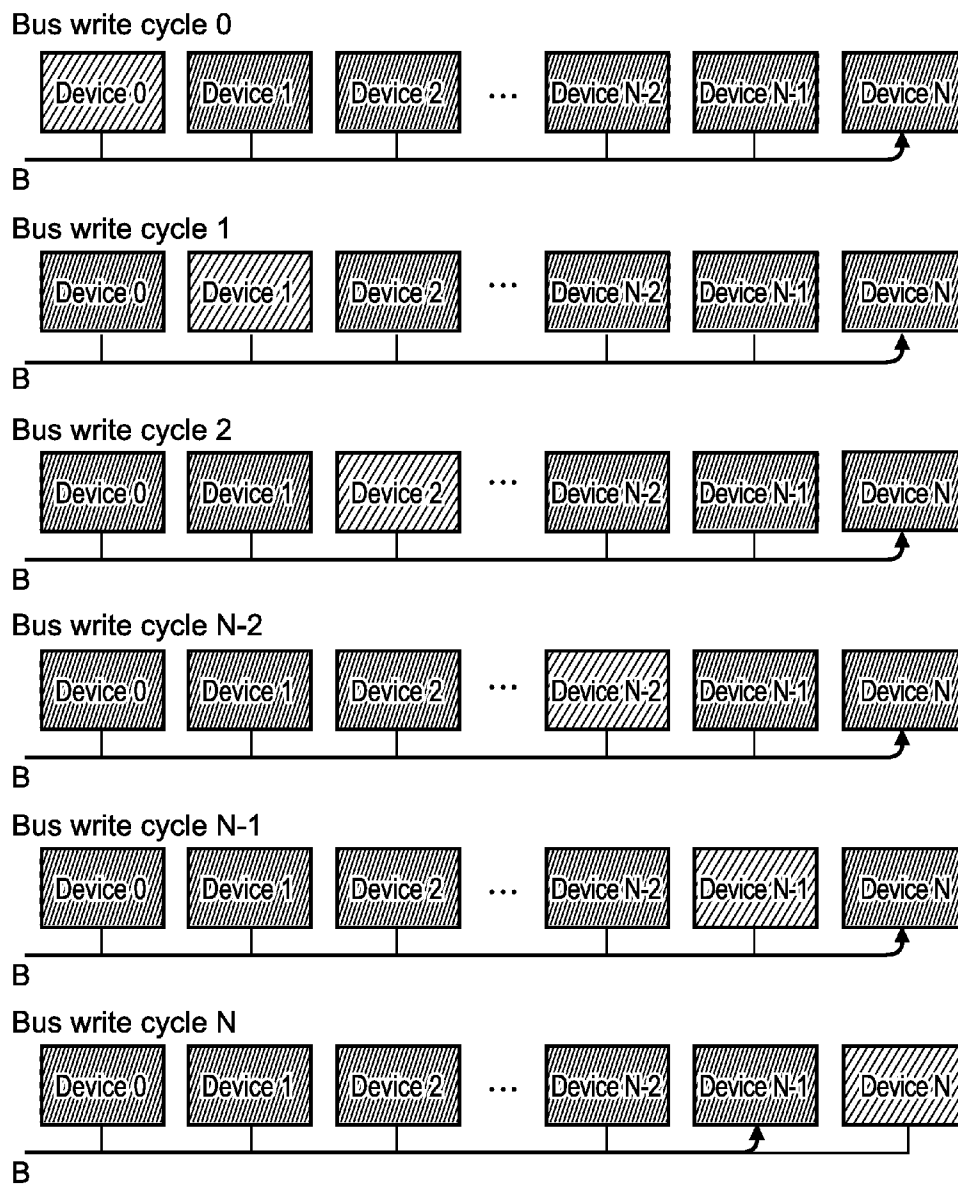 Bus write cycle 0
Device 0 Device 1 Device 2 ... Device N-2 Device N-1 Device N
B
Bus write cycle 1
Device 0 Device 1 Device 2 ... Device N-2 Device N-1 Device N
B
Bus write cycle 2
Device 0 Device 1 Device 2 ... Device N-2 Device N-1 Device N
B
Bus write cycle N-2
Device 0 Device 1 Device 2 ... Device N-2 Device N-1 Device N
B
Bus write cycle N-1
Device 0 Device 1 Device 2 ... Device N-2 Device N-1 Device N
B
Bus write cycle N
Device 0 Device 1 Device 2 ... Device N-2 Device N-1 Device N
B